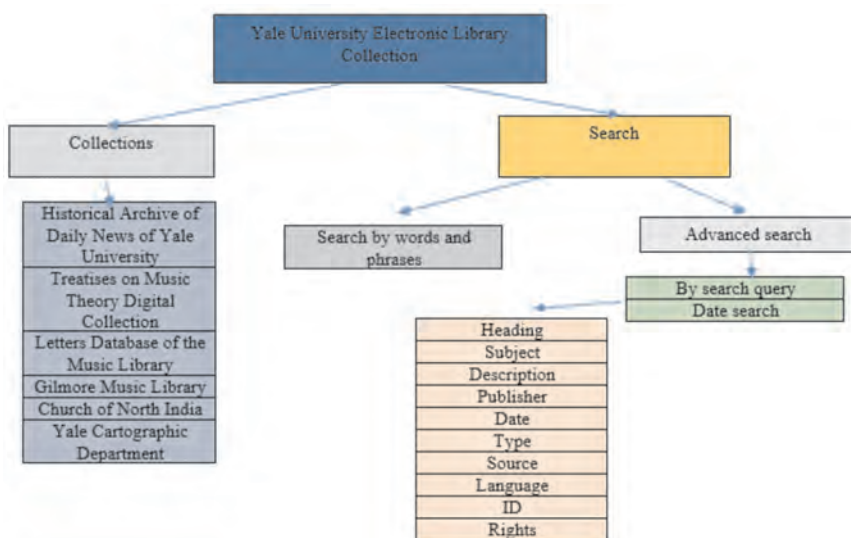 Yale University Electronic Library
Collection
Collections
Search
Historical Archive of
Daily News of Yale
University
Treatises on Music
Theory Digital
Collection
Letters Database of the
Music Library
Gilmore Music Library
Church of North India
Yale Cartographic
Department
Search by words and
phrases
Advanced search
By search query
Date search
Heading
Subject
Description
Publisher
Date
Type
Source
Language
ID
Rights